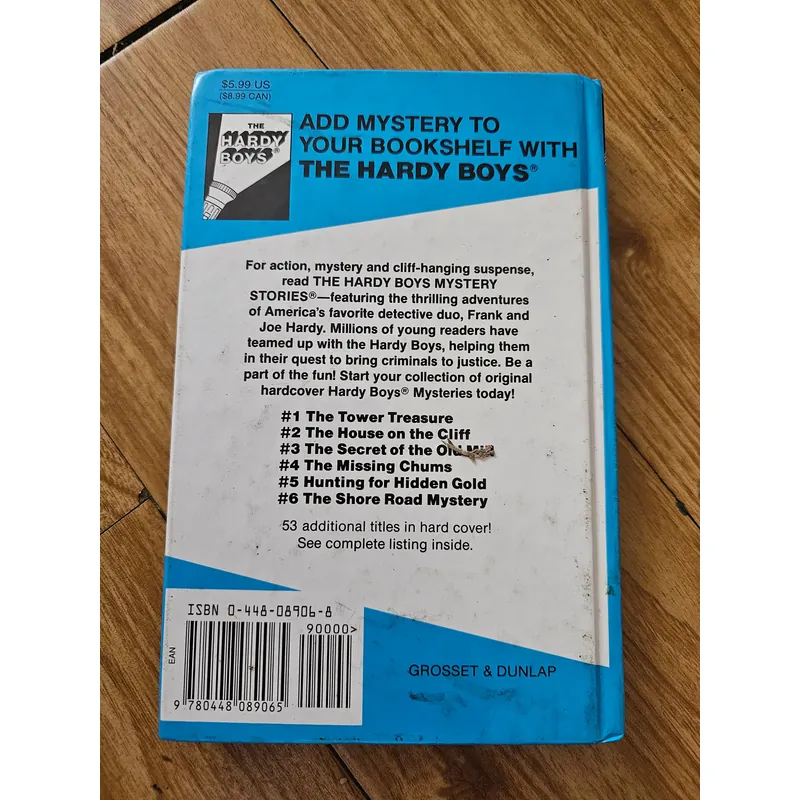 $5.99 US
($8.99 CAN)
THE
HARDY
BOYS®
ADD MYSTERY TO
YOUR BOOKSHELF WITH
THE HARDY BOYS®
For action, mystery and cliff-hanging suspense,
read THE HARDY BOYS MYSTERY
STORIES®—featuring the thrilling adventures
of America's favorite detective duo, Frank and
Joe Hardy. Millions of young readers have
teamed up with the Hardy Boys, helping them
in their quest to bring criminals to justice. Be a
part of the fun! Start your collection of original
hardcover Hardy Boys® Mysteries today!
#1 The Tower Treasure
#2 The House on the Cliff
#3 The Secret of the Old
#4 The Missing Chums
#5 Hunting for Hidden Gold
#6 The Shore Road Mystery
53 additional titles in hard cover!
See complete listing inside.
ISBN 0-448-08906-8
90000>
EAN
9 780448 089065
GROSSET & DUNLAP